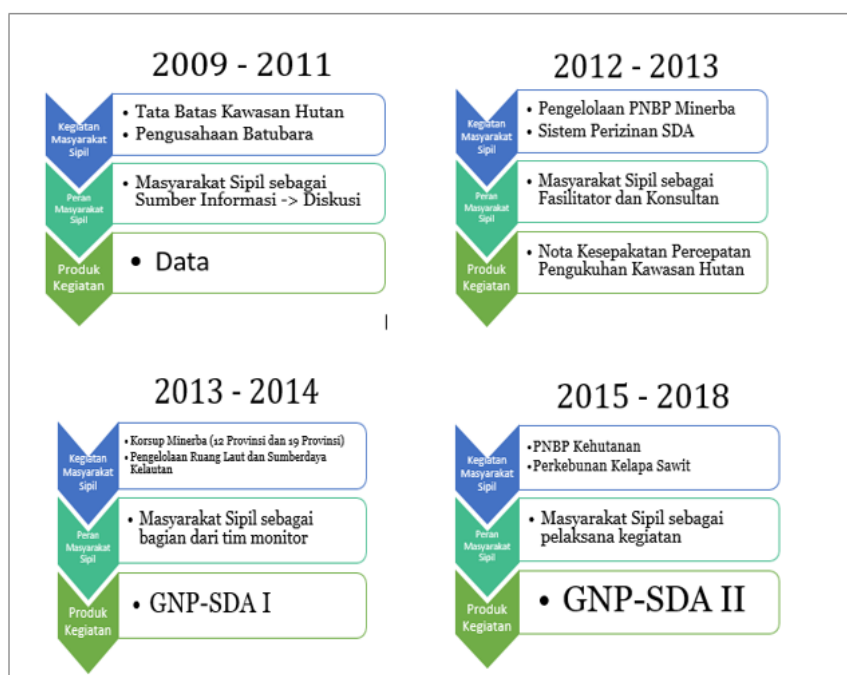 2009 - 2011
Kegiatan
Masyarakat
Sipil
• Tata Batas Kawasan Hutan
• Pengusahaan Batubara
Peran
Masyarakat
Sipil
• Masyarakat Sipil sebagai
Sumber Informasi -> Diskusi
Produk
Kegiatan
• Data
2012 - 2013
Kegiatan
Masyarakat
Sipil
• Pengelolaan PNBP Minerba
• Sistem Perizinan SDA
Peran
Masyarakat
Sipil
• Masyarakat Sipil sebagai
Fasilitator dan Konsultan
Produk
Kegiatan
• Nota Kesepakatan Percepatan
Pengukuhan Kawasan Hutan
2013 - 2014
Kegiatan
Masyarakat
Sipil
• Korsup Minerba (12 Provinsi dan 19 Provinsi)
• Pengelolaan Ruang Laut dan Sumberdaya
Kelautan
Peran
Masyarakat
Sipil
• Masyarakat Sipil sebagai
bagian dari tim monitor
Produk
Kegiatan
• GNP-SDA I
2015 - 2018
Kegiatan
Masyarakat
Sipil
• PNBP Kehutanan
• Perkebunan Kelapa Sawit
Peran
Masyarakat
Sipil
• Masyarakat Sipil sebagai
pelaksana kegiatan
Produk
Kegiatan
• GNP-SDA II